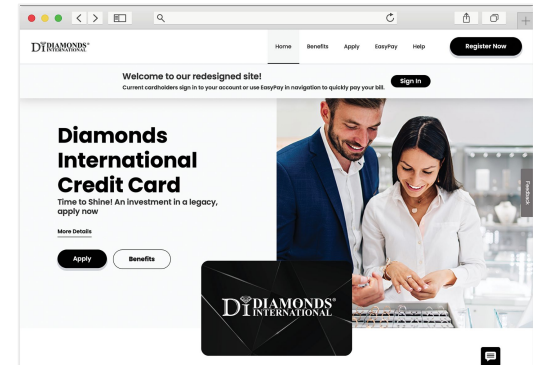 DI DIAMONDS®
INTERNATIONAL
Home Benefits Apply EasyPay Help Register Now
Welcome to our redesigned site!
Current cardholders sign in to your account or use EasyPay in navigation to quickly pay your bill.
Sign In
Diamonds
International
Credit Card
Time to Shine! An investment in a legacy,
apply now
More Details
Apply Benefits
Feedback
DI DIAMONDS®
INTERNATIONAL